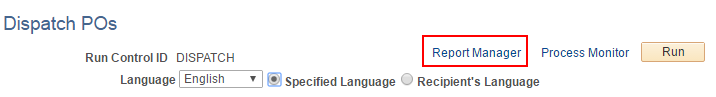 Dispatch POs
Run Control ID DISPATCH Report Manager Process Monitor Run
Language English Specified Language Recipient's Language